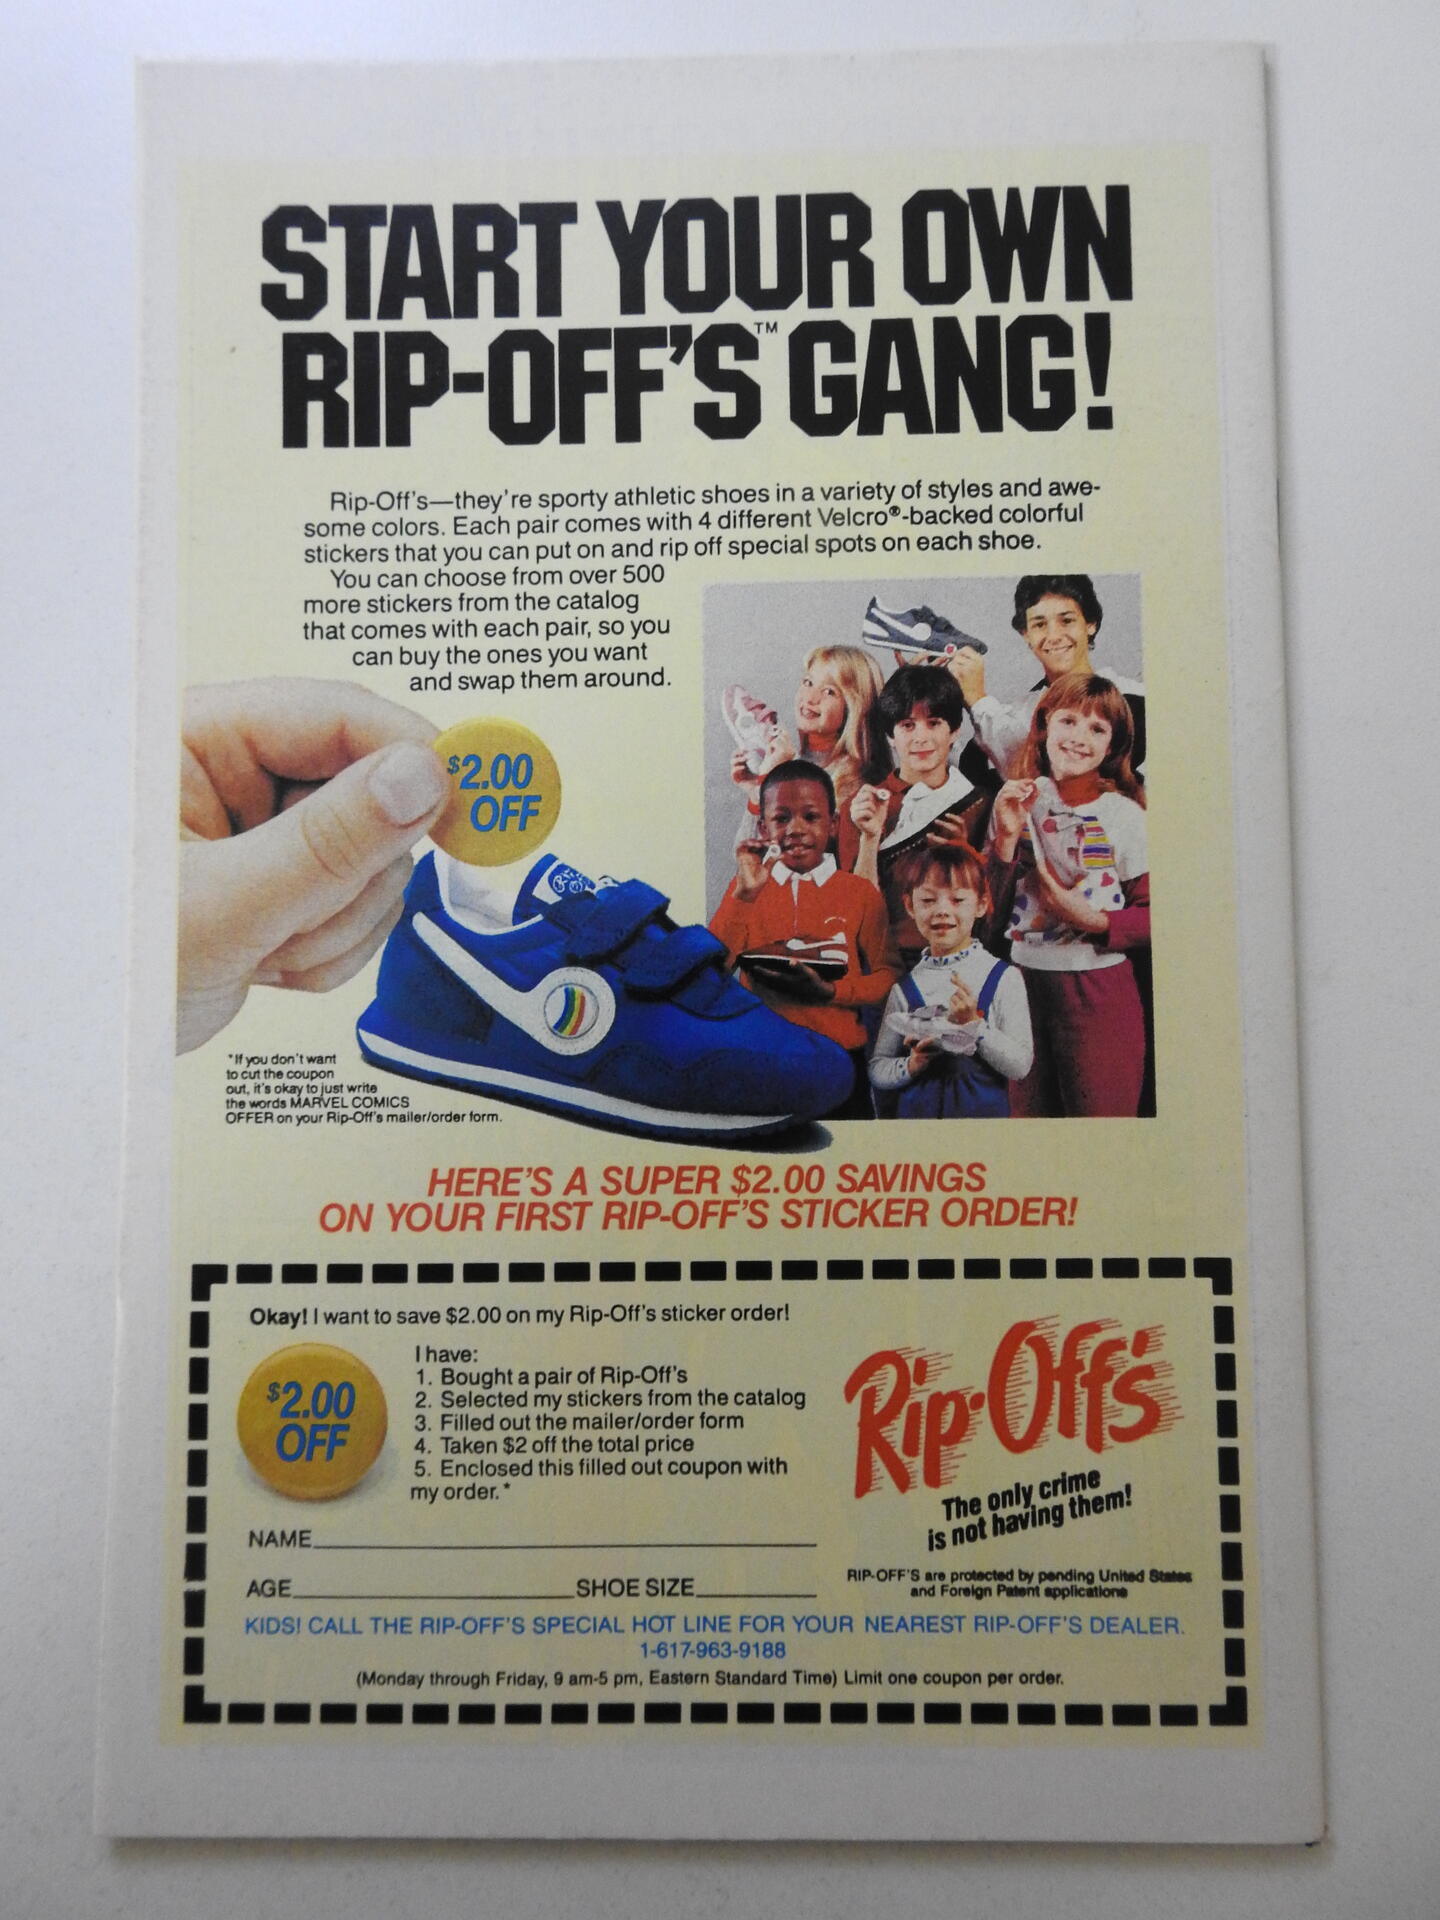 START YOUR OWN
RIP-OFF'S™ GANG!
Rip-Off's—they're sporty athletic shoes in a variety of styles and awe-
some colors. Each pair comes with 4 different Velcro®-backed colorful
stickers that you can put on and rip off special spots on each shoe.
You can choose from over 500
more stickers from the catalog
that comes with each pair, so you
can buy the ones you want
and swap them around.
$2.00
OFF
*If you don't want
to cut the coupon
out, it's okay to just write
the words MARVEL COMICS
OFFER on your Rip-Off's mailer/order form.
HERE'S A SUPER $2.00 SAVINGS
ON YOUR FIRST RIP-OFF'S STICKER ORDER!
Okay! I want to save $2.00 on my Rip-Off's sticker order!
$2.00
OFF
I have:
1. Bought a pair of Rip-Off's
2. Selected my stickers from the catalog
3. Filled out the mailer/order form
4. Taken $2 off the total price
5. Enclosed this filled out coupon with
my order.*
Rip-Off's
The only crime
is not having them!
NAME
AGE SHOE SIZE
RIP-OFF'S are protected by pending United States
and Foreign Patent applications
KIDS! CALL THE RIP-OFF'S SPECIAL HOT LINE FOR YOUR NEAREST RIP-OFF'S DEALER.
1-617-963-9188
(Monday through Friday, 9 am-5 pm, Eastern Standard Time) Limit one coupon per order.